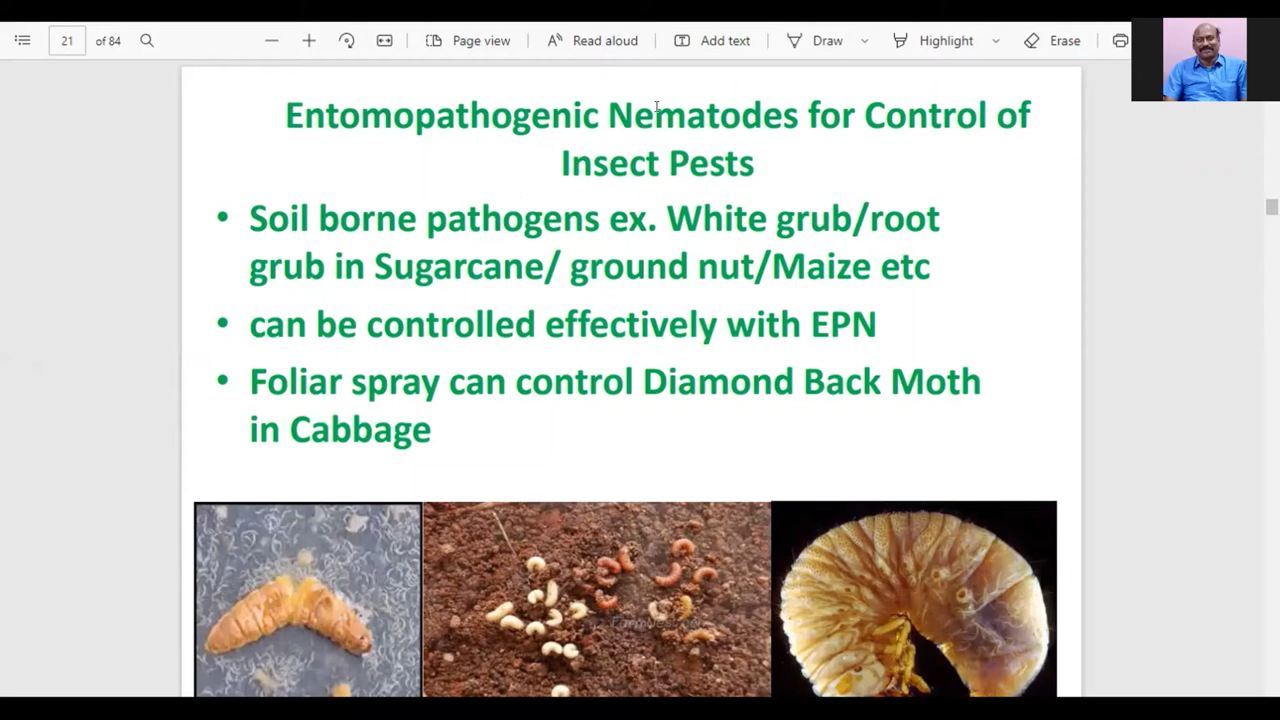 21 of 84 Page view Read aloud Add text Draw Highlight Erase
Entomopathogenic Nematodes for Control of
Insect Pests
• Soil borne pathogens ex. White grub/root
grub in Sugarcane/ ground nut/Maize etc
• can be controlled effectively with EPN
• Foliar spray can control Diamond Back Moth
in Cabbage